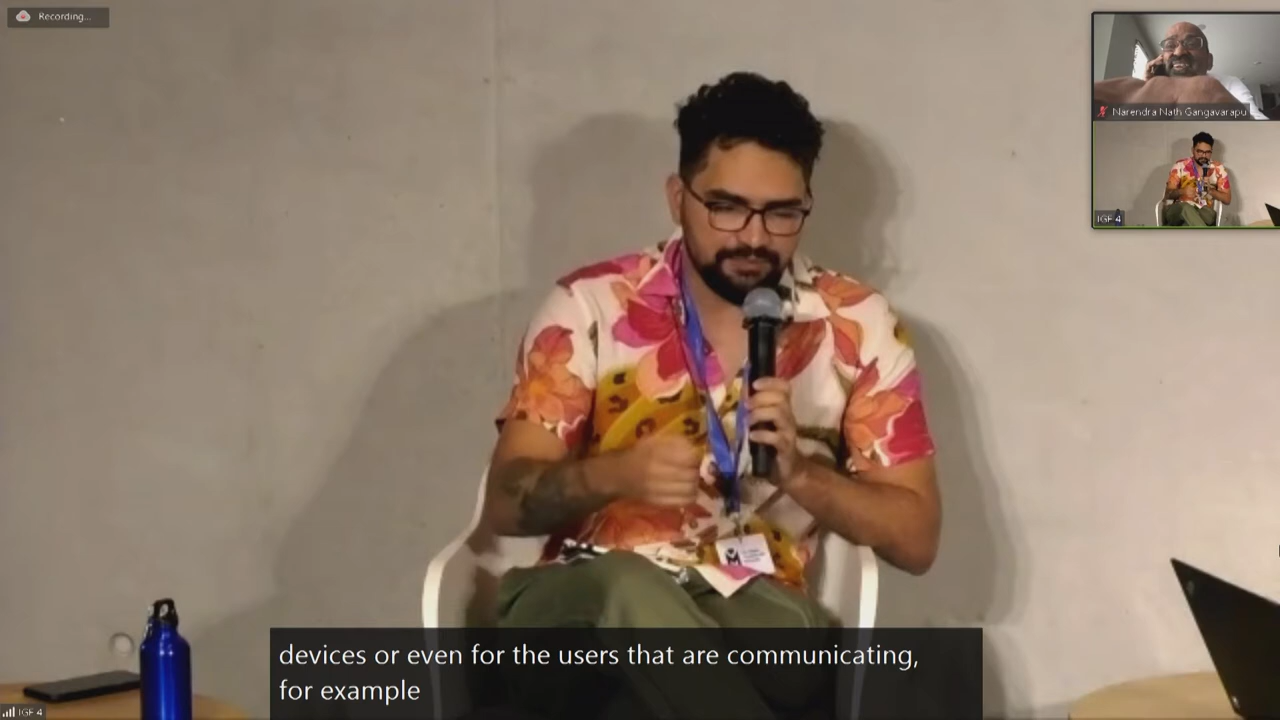 Recording...
Narendra Nath Gangavarapu
IGF 4
devices or even for the users that are communicating,
for example
IGF 4